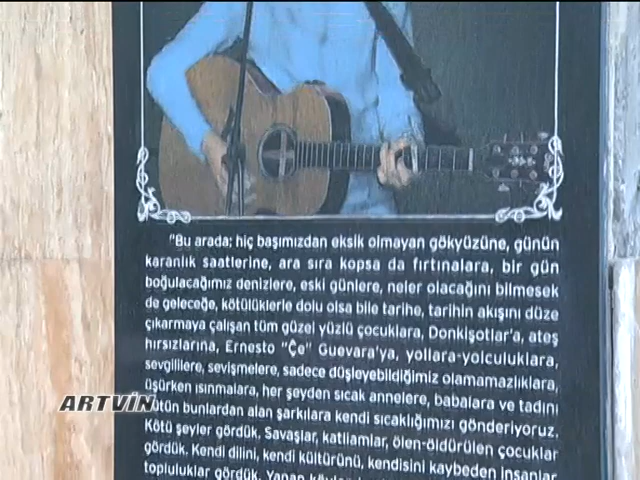 "Bu arada; hiç başımızdan eksik olmayan gökyüzüne, günün
karanlık saatlerine, ara sıra kopsa da fırtınalara, bir gün
boğulacağımız denizlere, eski günlere, neler olacağını bilmesek
de geleceğe, kötülüklerle dolu olsa bile tarihe, tarihin akışını düze
çıkarmaya çalışan tüm güzel yüzlü çocuklara, Donkişotlar'a, ateş
hırsızlarına, Ernesto "Çe" Guevara'ya, yollara-yolculuklara,
sevgililere, sevişmelere, sadece düşleyebildiğimiz olamamazlıklara,
üşürken ısınmalara, her şeyden sıcak annelere, babalara ve tadını
bütün bunlardan alan şarkılara kendi sıcaklığımızı gönderiyoruz.
Kötü şeyler gördük. Savaşlar, katliamlar, ölen-öldürülen çocuklar
gördük. Kendi dilini, kendi kültürünü, kendisini kaybeden insanlar
topluluklar gördük. Yanan
ARTVİN